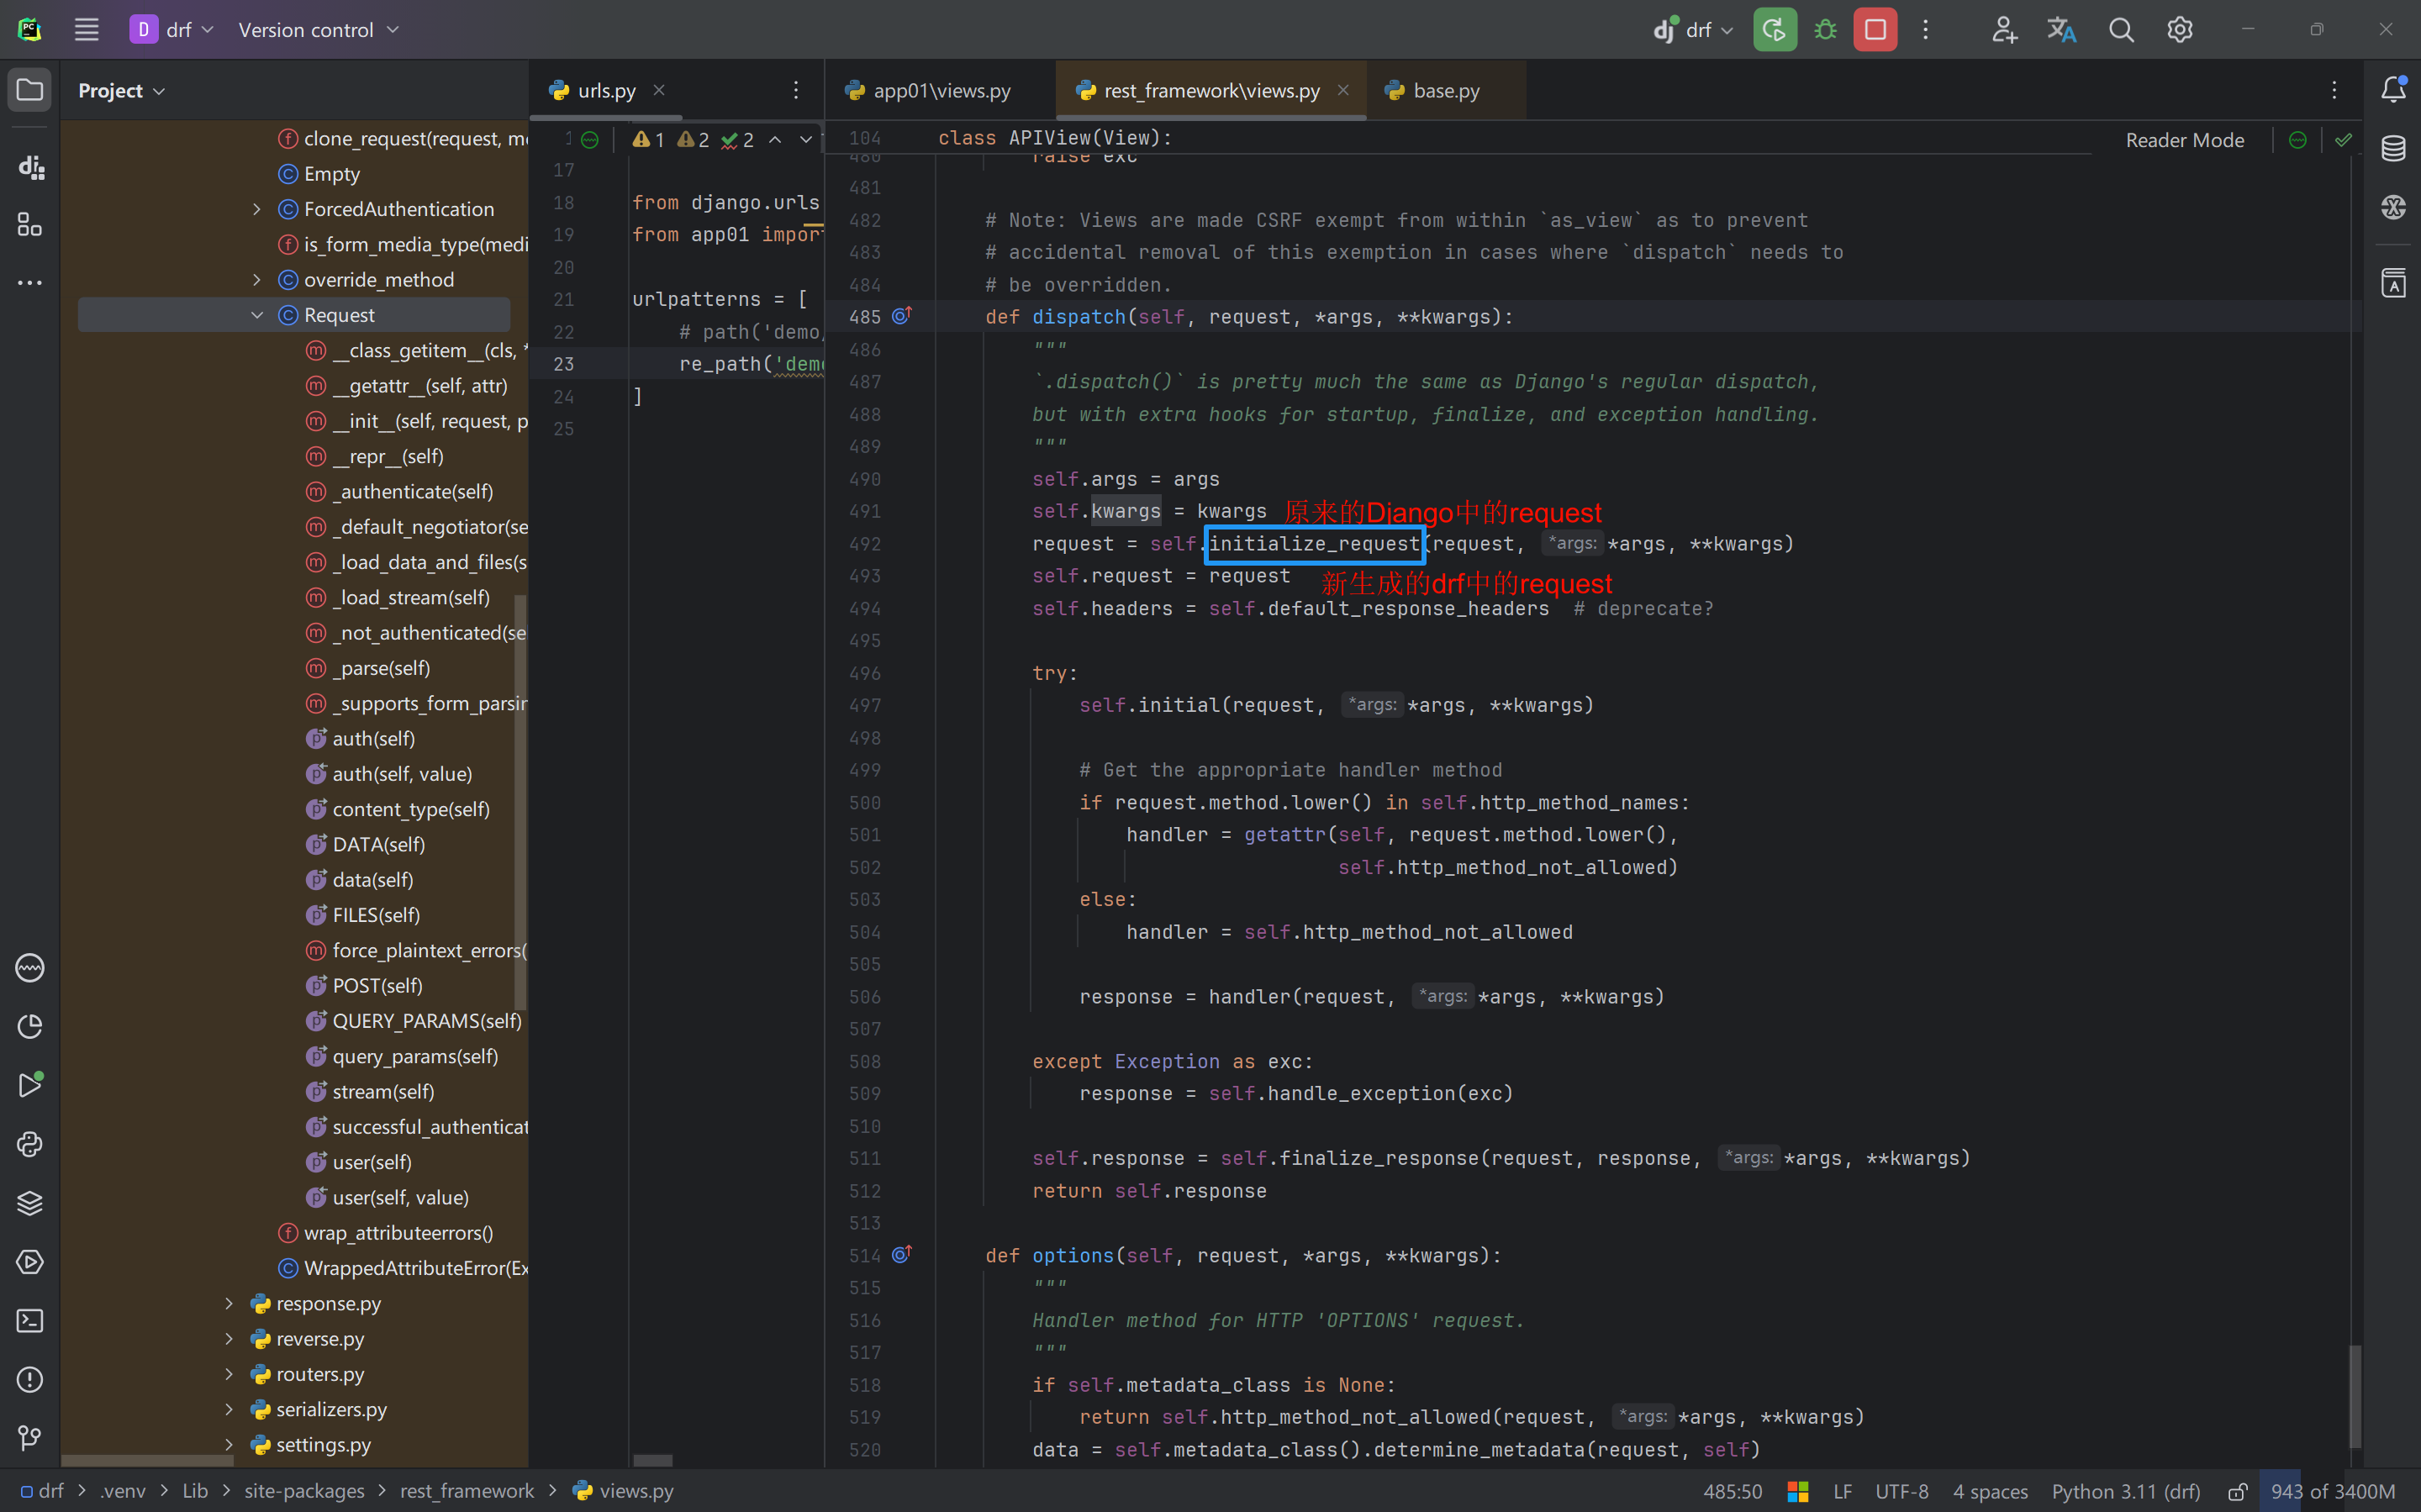 D drf Version control
drf
Project
urls.py
app01\views.py
rest_framework\views.py
base.py
clone_request(request, m
Empty
ForcedAuthentication
is_form_media_type(medi
override_method
Request
__class_getitem__(cls, *
__getattr__(self, attr)
__init__(self, request, p
__repr__(self)
_authenticate(self)
_default_negotiator(se
_load_data_and_files(s
_load_stream(self)
_not_authenticated(se
_parse(self)
_supports_form_parsin
auth(self)
auth(self, value)
content_type(self)
DATA(self)
data(self)
FILES(self)
force_plaintext_errors(
POST(self)
QUERY_PARAMS(self)
query_params(self)
stream(self)
successful_authenticat
user(self)
user(self, value)
wrap_attributeerrors()
WrappedAttributeError(Ex
response.py
reverse.py
routers.py
serializers.py
settings.py
1 2 2
17
18 from django.urls
19 from app01 import
20
21 urlpatterns = [
22 # path('demo,
23 re_path('demo
24 ]
25
104 class APIView(View):
Reader Mode
480 raise exc
481
482 # Note: Views are made CSRF exempt from within `as_view` as to prevent
483 # accidental removal of this exemption in cases where `dispatch` needs to
484 # be overridden.
485 def dispatch(self, request, *args, **kwargs):
486 """
487 `.dispatch()` is pretty much the same as Django's regular dispatch,
488 but with extra hooks for startup, finalize, and exception handling.
489 """
490 self.args = args
491 self.kwargs = kwargs 原来的Django中的request
492 request = self.initialize_request(request, *args: *args, **kwargs)
493 self.request = request 新生成的drf中的request
494 self.headers = self.default_response_headers # deprecate?
495
496 try:
497 self.initial(request, *args: *args, **kwargs)
498
499 # Get the appropriate handler method
500 if request.method.lower() in self.http_method_names:
501 handler = getattr(self, request.method.lower(),
502 self.http_method_not_allowed)
503 else:
504 handler = self.http_method_not_allowed
505
506 response = handler(request, *args: *args, **kwargs)
507
508 except Exception as exc:
509 response = self.handle_exception(exc)
510
511 self.response = self.finalize_response(request, response, *args: *args, **kwargs)
512 return self.response
513
514 def options(self, request, *args, **kwargs):
515 """
516 Handler method for HTTP 'OPTIONS' request.
517 """
518 if self.metadata_class is None:
519 return self.http_method_not_allowed(request, *args: *args, **kwargs)
520 data = self.metadata_class().determine_metadata(request, self)
drf > .venv > Lib > site-packages > rest_framework > views.py
485:50 LF UTF-8 4 spaces Python 3.11 (drf) 943 of 3400M